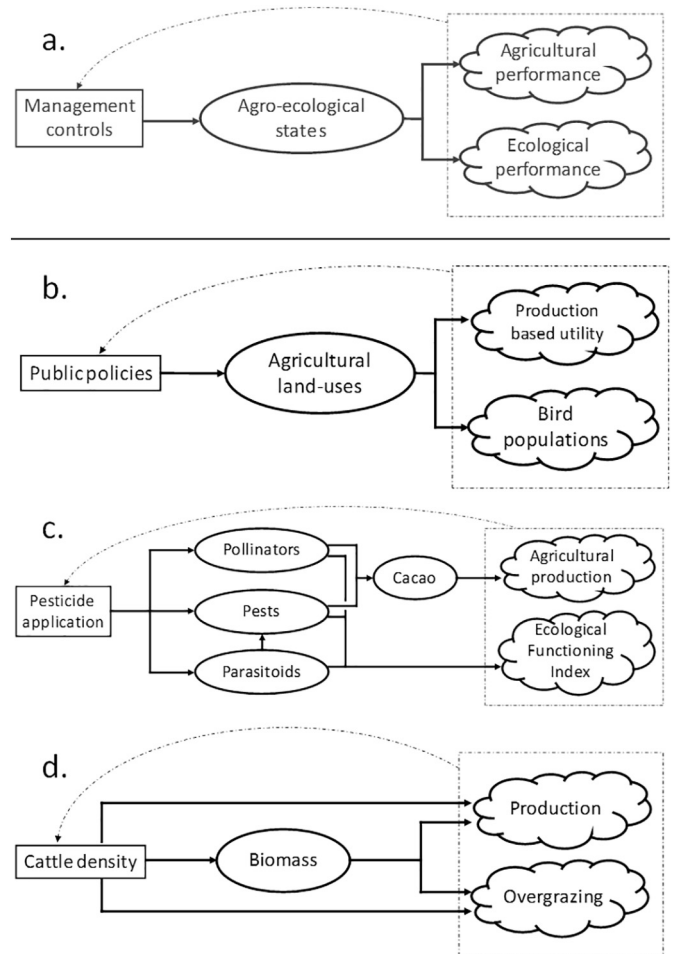 a.
Management
controls
Agro-ecological
states
Agricultural
performance
Ecological
performance
b.
Public policies
Agricultural
land-uses
Production
based utility
Bird
populations
c.
Pesticide
application
Pollinators
Pests
Parasitoids
Cacao
Agricultural
production
Ecological
Functioning
Index
d.
Cattle density
Biomass
Production
Overgrazing